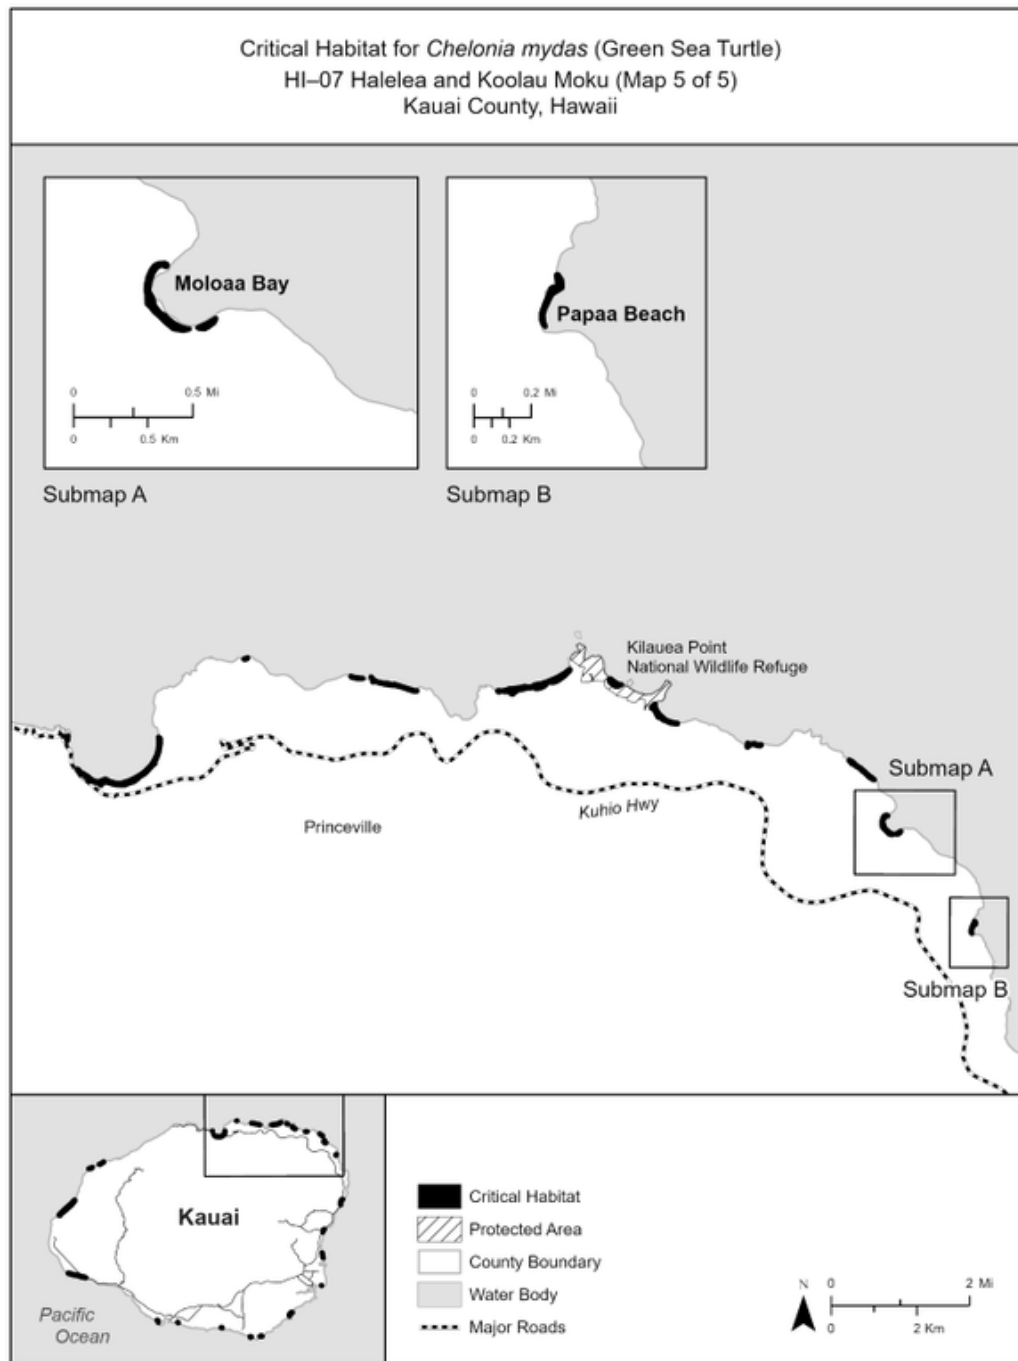 Critical Habitat for Chelonia mydas (Green Sea Turtle)
HI–07 Halelea and Koolau Moku (Map 5 of 5)
Kauai County, Hawaii
Moloaa Bay
0 0.5 Mi
0 0.5 Km
Submap A
Papaa Beach
0 0.2 Mi
0 0.2 Km
Submap B
Kilauea Point
National Wildlife Refuge
Submap A
Kuhio Hwy
Princeville
Submap B
Kauai
Pacific
Ocean
Critical Habitat
Protected Area
County Boundary
Water Body
Major Roads
N
0 2 Mi
0 2 Km